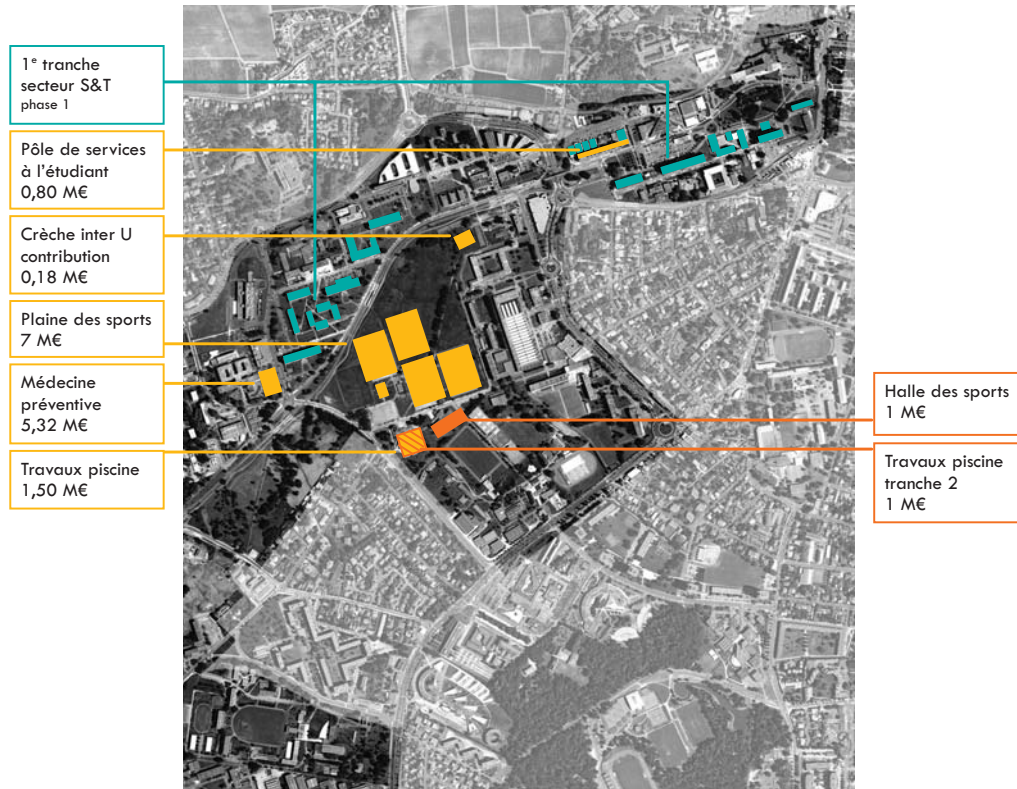 1e tranche
secteur S&T
phase 1
Pôle de services
à l'étudiant
0,80 M€
Crèche inter U
contribution
0,18 M€
Plaine des sports
7 M€
Médecine
préventive
5,32 M€
Travaux piscine
1,50 M€
Halle des sports
1 M€
Travaux piscine
tranche 2
1 M€